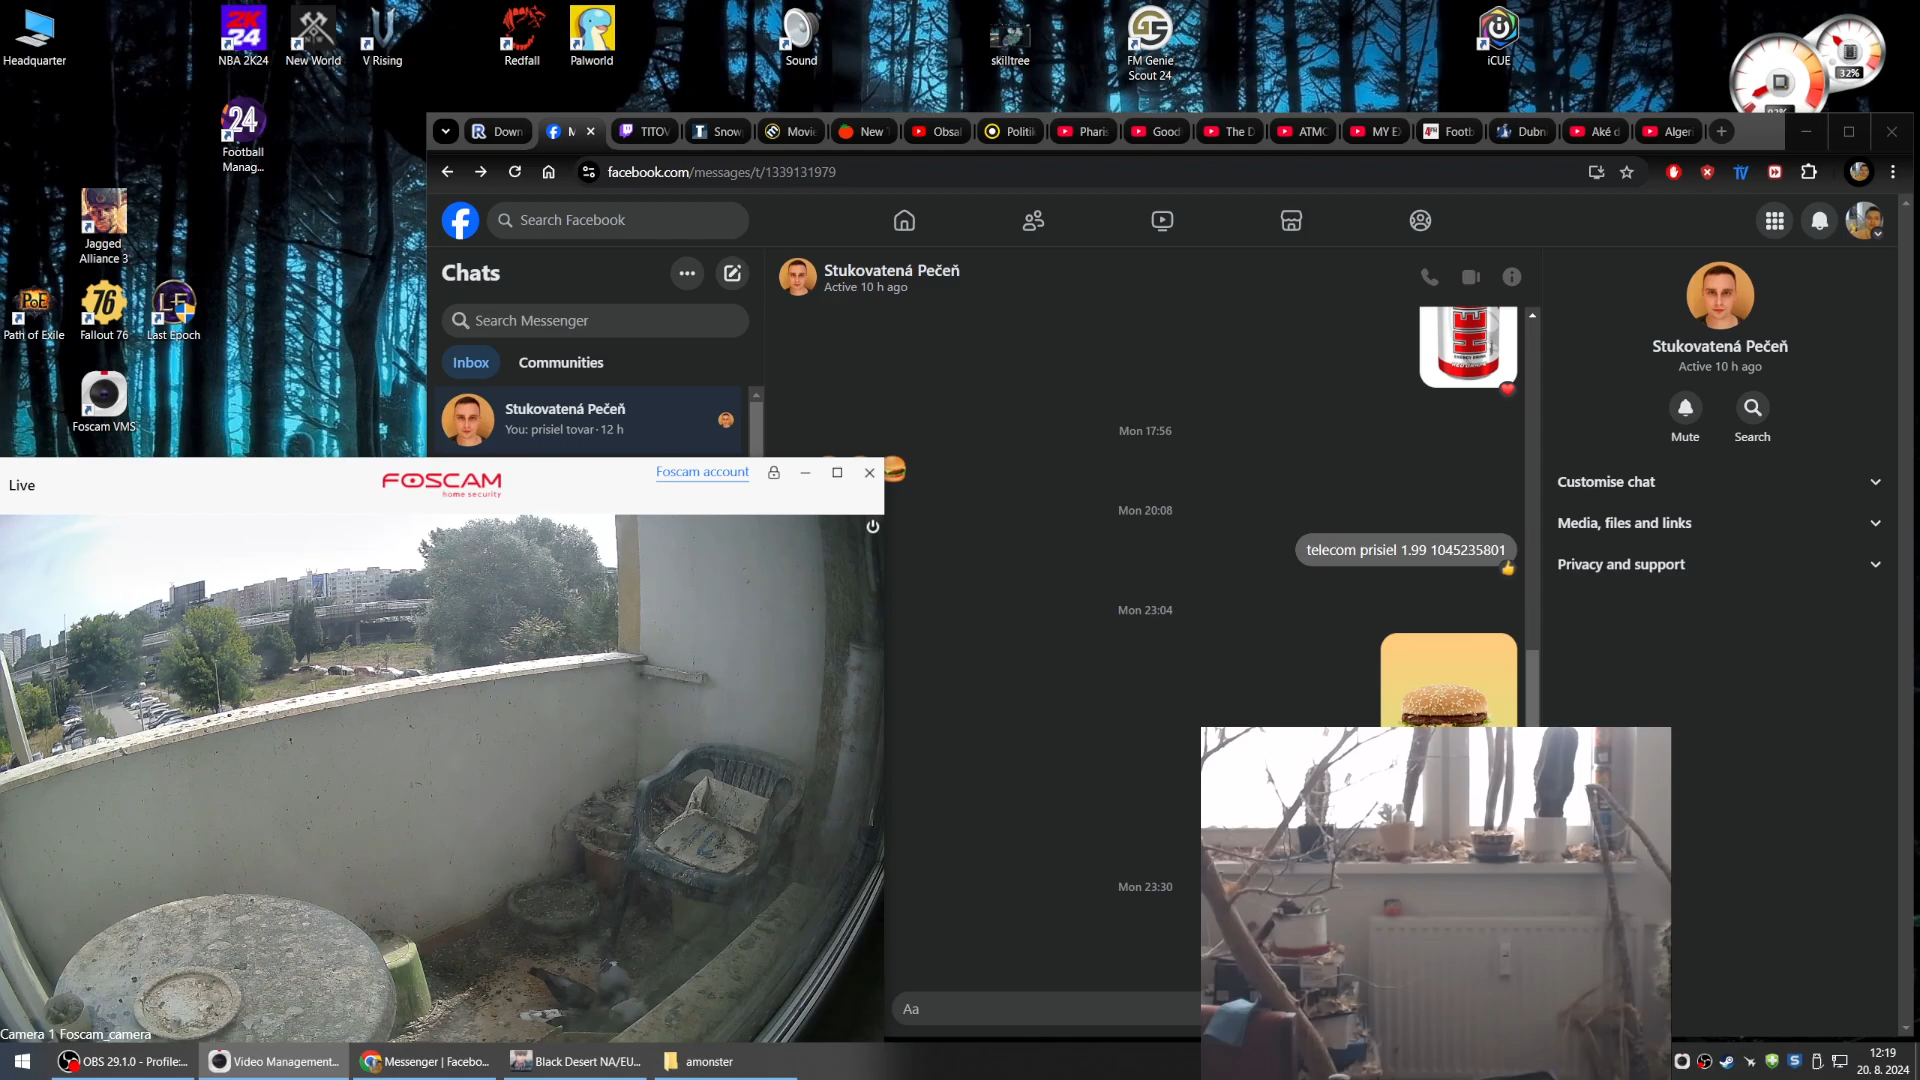 Headquarter
NBA 2K24
New World
V Rising
Redfall
Palworld
Sound
skilltree
FM Genie
Scout 24
iCUE
32%
24
Football
Manag...
Jagged
Alliance 3
Path of Exile
Fallout 76
Last Epoch
Foscam VMS
Down
TITOV
Snow
Movie
New T
Obsal
Politik
Pharis
Good
The D
ATMC
MY E
Footb
Dubni
Aké d
Algeri
facebook.com/messages/t/1339131979
Search Facebook
Chats
Search Messenger
Inbox
Communities
Stukovatená Pečeň
You: prisiel tovar · 12 h
Stukovatená Pečeň
Active 10 h ago
Mon 17:56
Mon 20:08
telecom prisiel 1.99 1045235801
Mon 23:04
Mon 23:30
Aa
Stukovatená Pečeň
Active 10 h ago
Mute
Search
Customise chat
Media, files and links
Privacy and support
Live
FOSCAM
home security
Foscam account
Camera 1 Foscam_camera
OBS 29.1.0 - Profile:...
Video Management...
Messenger | Facebo...
Black Desert NA/EU...
amonster
12:19
20. 8. 2024